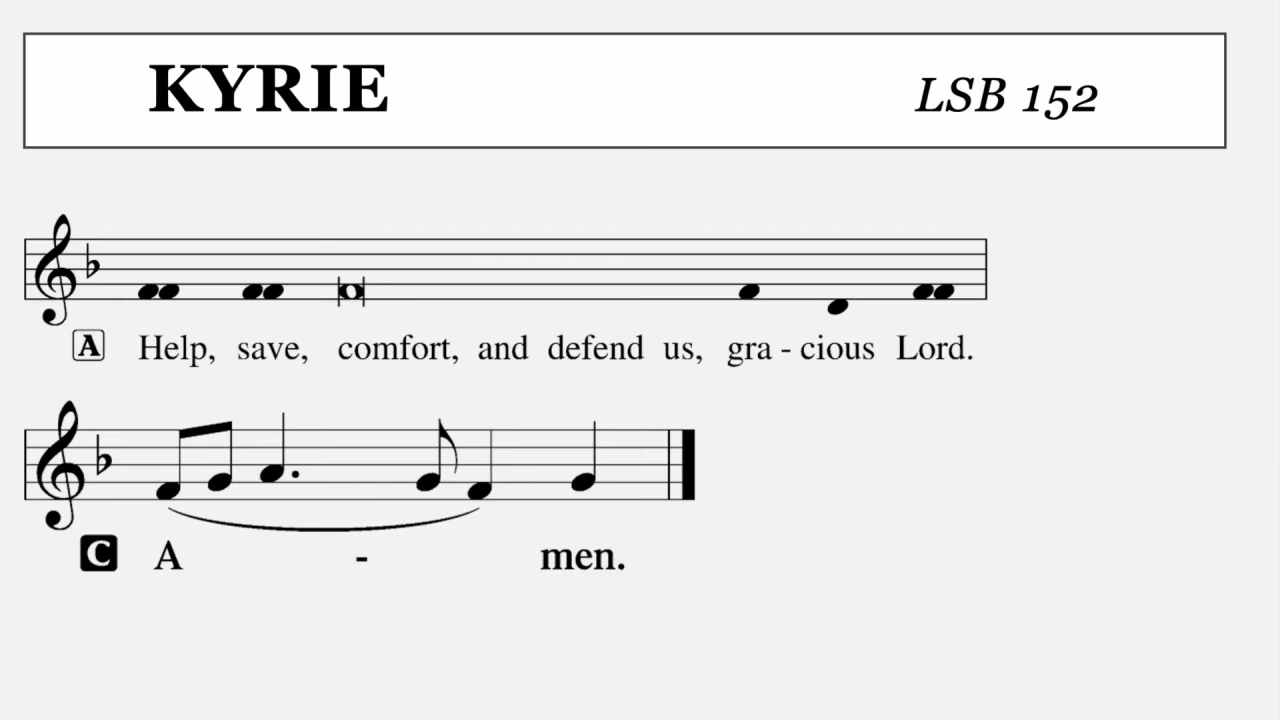 KYRIE LSB 152
A Help, save, comfort, and defend us, gra - cious Lord.
C A - men.